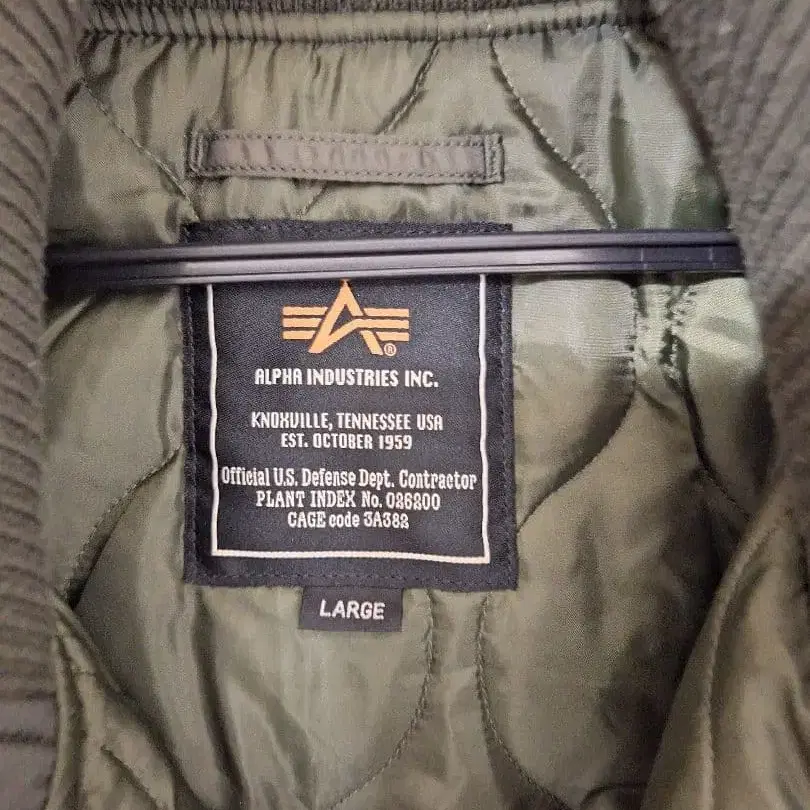 ®
ALPHA INDUSTRIES INC.
KNOXVILLE, TENNESSEE USA
EST. OCTOBER 1959
Official U.S. Defense Dept. Contractor
PLANT INDEX No. 026200
CAGE code 3A382
LARGE